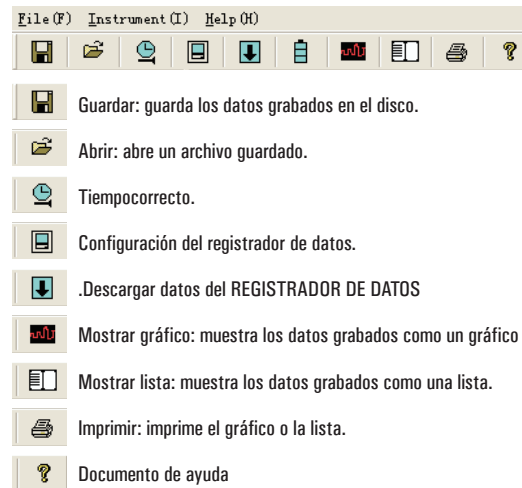 File(F) Instrument(I) Help(H)
Guardar: guarda los datos grabados en el disco.
Abrir: abre un archivo guardado.
Tiempocorrecto.
Configuración del registrador de datos.
.Descargar datos del REGISTRADOR DE DATOS
Mostrar gráfico: muestra los datos grabados como un gráfico
Mostrar lista: muestra los datos grabados como una lista.
Imprimir: imprime el gráfico o la lista.
Documento de ayuda